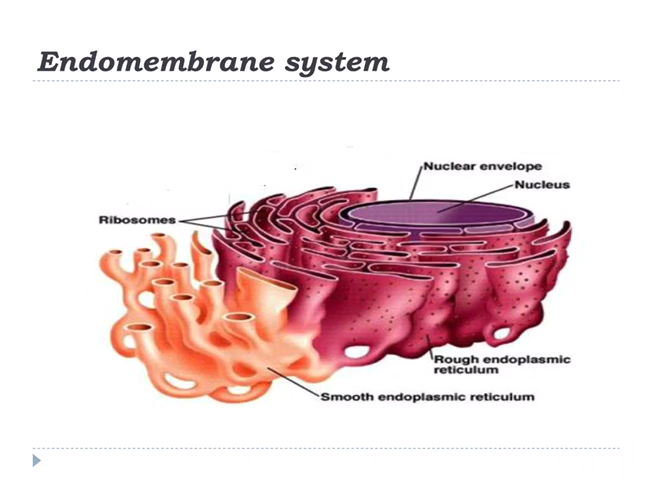 Endomembrane system
Nuclear envelope
Nucleus
Ribosomes
Rough endoplasmic
reticulum
Smooth endoplasmic reticulum